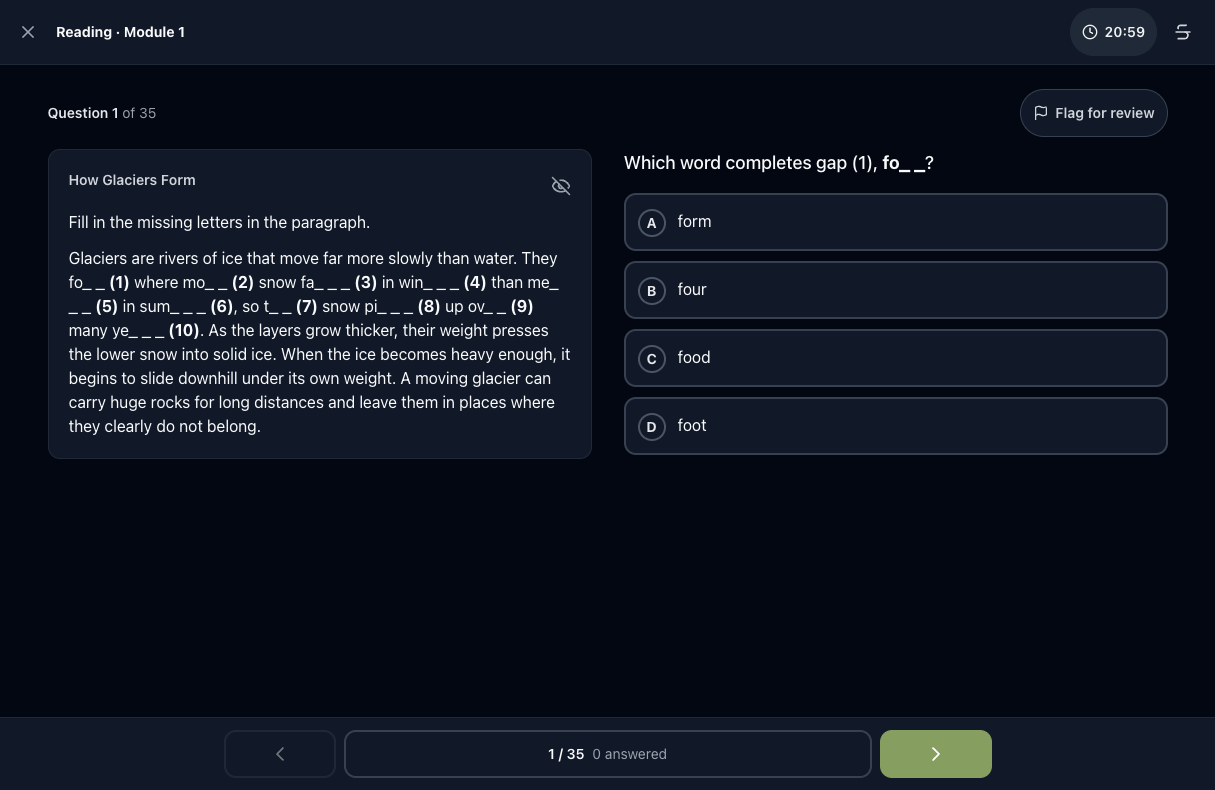 Reading · Module 1
20:59
Question 1 of 35
Flag for review
How Glaciers Form
Fill in the missing letters in the paragraph.
Glaciers are rivers of ice that move far more slowly than water. They
fo_ _ (1) where mo_ _ (2) snow fa_ _ _ (3) in win_ _ _ (4) than me_
_ _ (5) in sum_ _ _ (6), so t_ _ (7) snow pi_ _ _ (8) up ov_ _ (9)
many ye_ _ _ (10). As the layers grow thicker, their weight presses
the lower snow into solid ice. When the ice becomes heavy enough, it
begins to slide downhill under its own weight. A moving glacier can
carry huge rocks for long distances and leave them in places where
they clearly do not belong.
Which word completes gap (1), fo_ _?
A form
B four
C food
D foot
1 / 35 0 answered